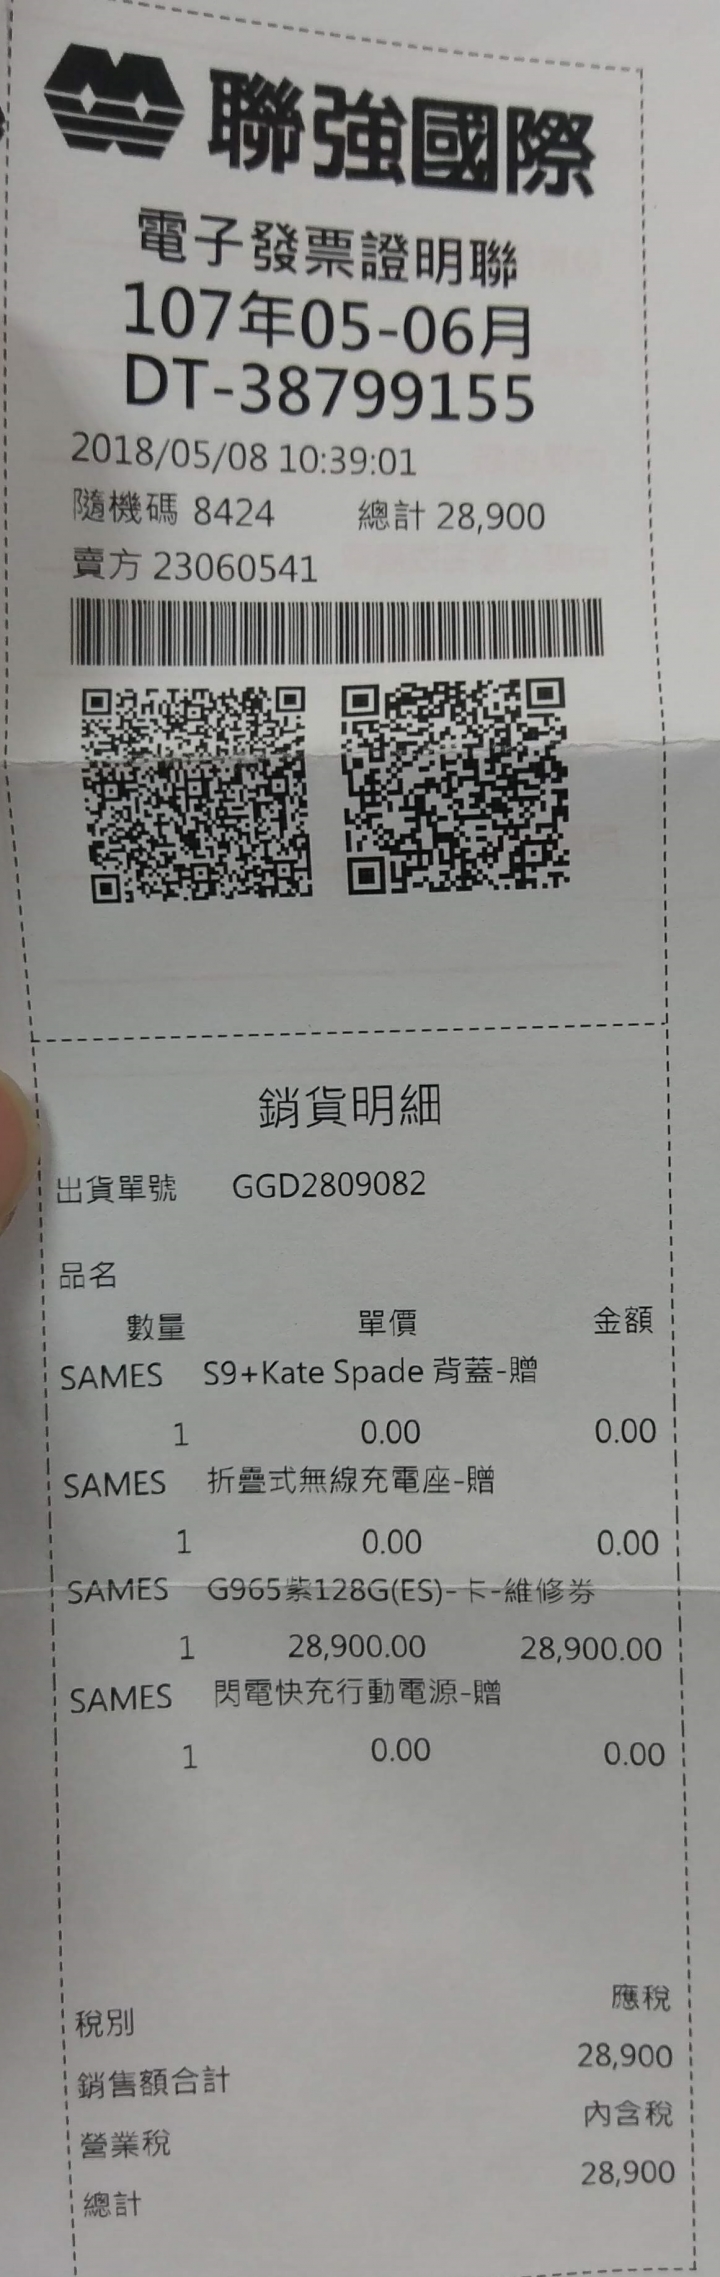 聯強國際
電子發票證明聯
107年05-06月
DT-38799155
2018/05/08 10:39:01
隨機碼 8424 總計 28,900
賣方 23060541
銷貨明細
出貨單號 GGD2809082
品名
數量 單價 金額
SAMES S9+Kate Spade 背蓋-贈
1 0.00 0.00
SAMES 折疊式無線充電座-贈
1 0.00 0.00
SAMES G965紫128G(ES)-卡-維修券
1 28,900.00 28,900.00
SAMES 閃電快充行動電源-贈
1 0.00 0.00
稅別 應稅
銷售額合計 28,900
營業稅 內含稅
總計 28,900